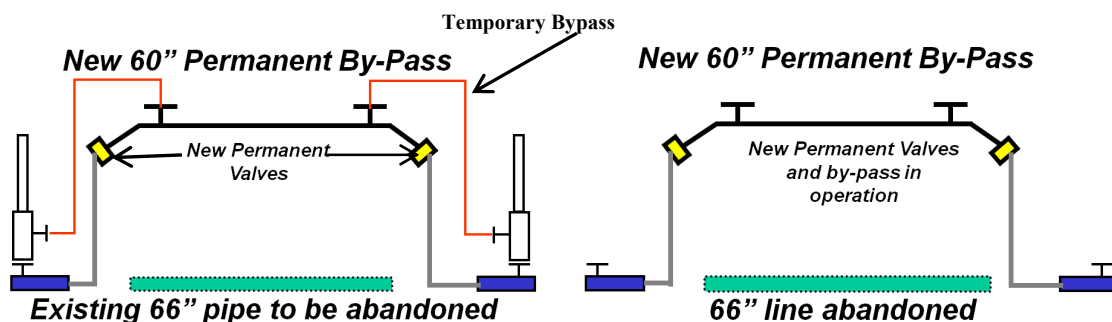 Temporary Bypass
New 60” Permanent By-Pass
New Permanent
Valves
Existing 66” pipe to be abandoned
New 60” Permanent By-Pass
New Permanent Valves
and by-pass in
operation
66” line abandoned